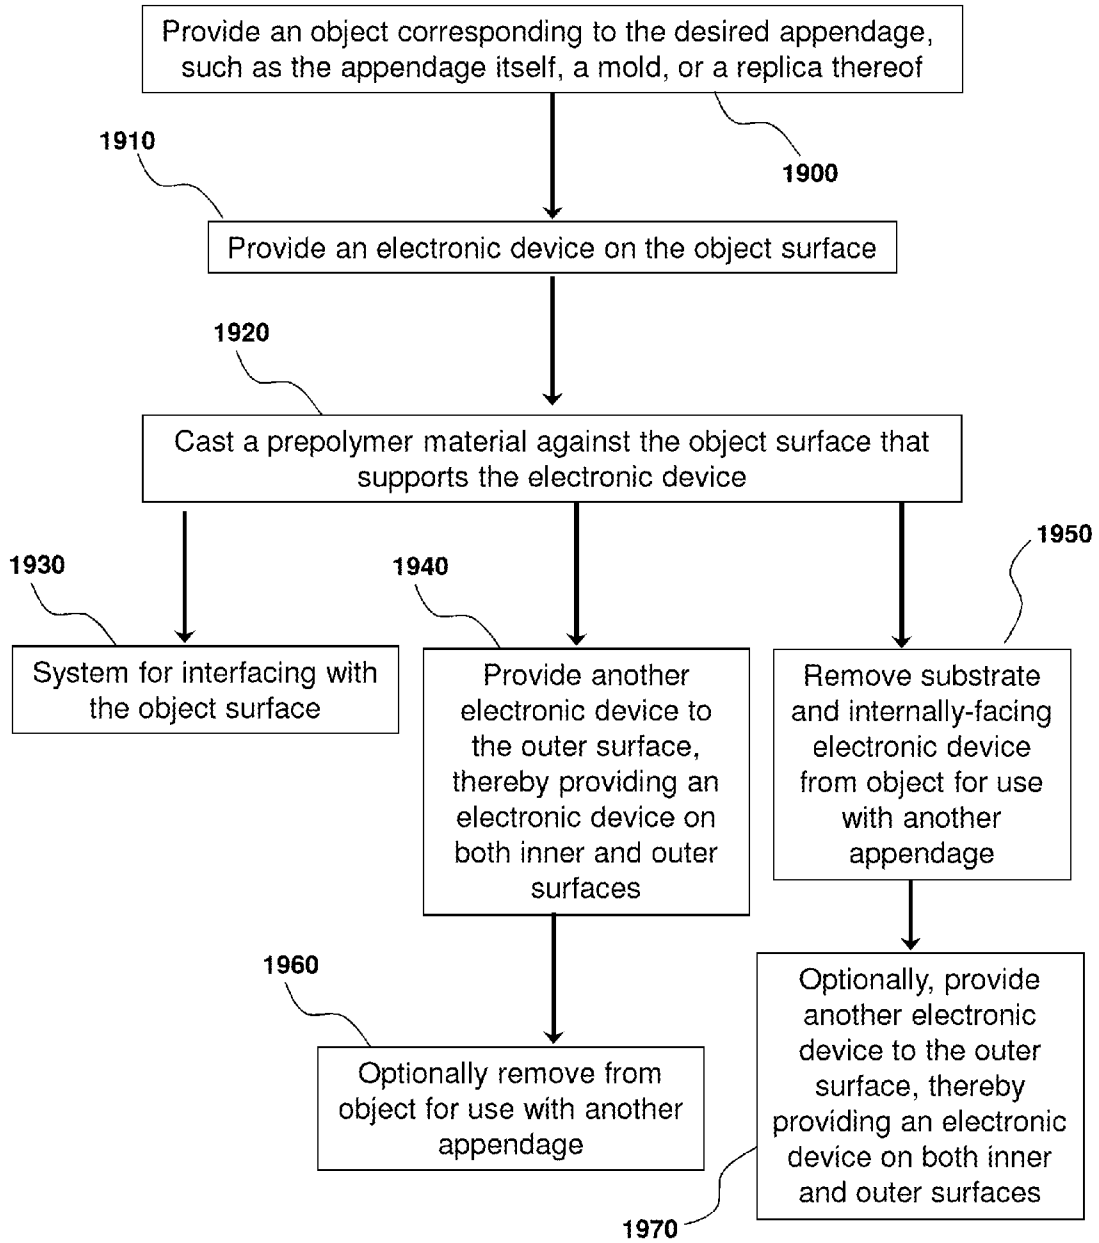 Provide an object corresponding to the desired appendage,
such as the appendage itself, a mold, or a replica thereof
1910
1900
Provide an electronic device on the object surface
1920
Cast a prepolymer material against the object surface that
supports the electronic device
1930
1940
1950
System for interfacing with
the object surface
Provide another
electronic device to
the outer surface,
thereby providing an
electronic device on
both inner and outer
surfaces
Remove substrate
and internally-facing
electronic device
from object for use
with another
appendage
1960
Optionally remove from
object for use with another
appendage
Optionally, provide
another electronic
device to the outer
surface, thereby
providing an electronic
device on both inner
and outer surfaces
1970